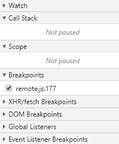 Watch
Call Stack
Not paused
Scope
Not paused
Breakpoints
remote.js:177
XHR/fetch Breakpoints
DOM Breakpoints
Global Listeners
Event Listener Breakpoints